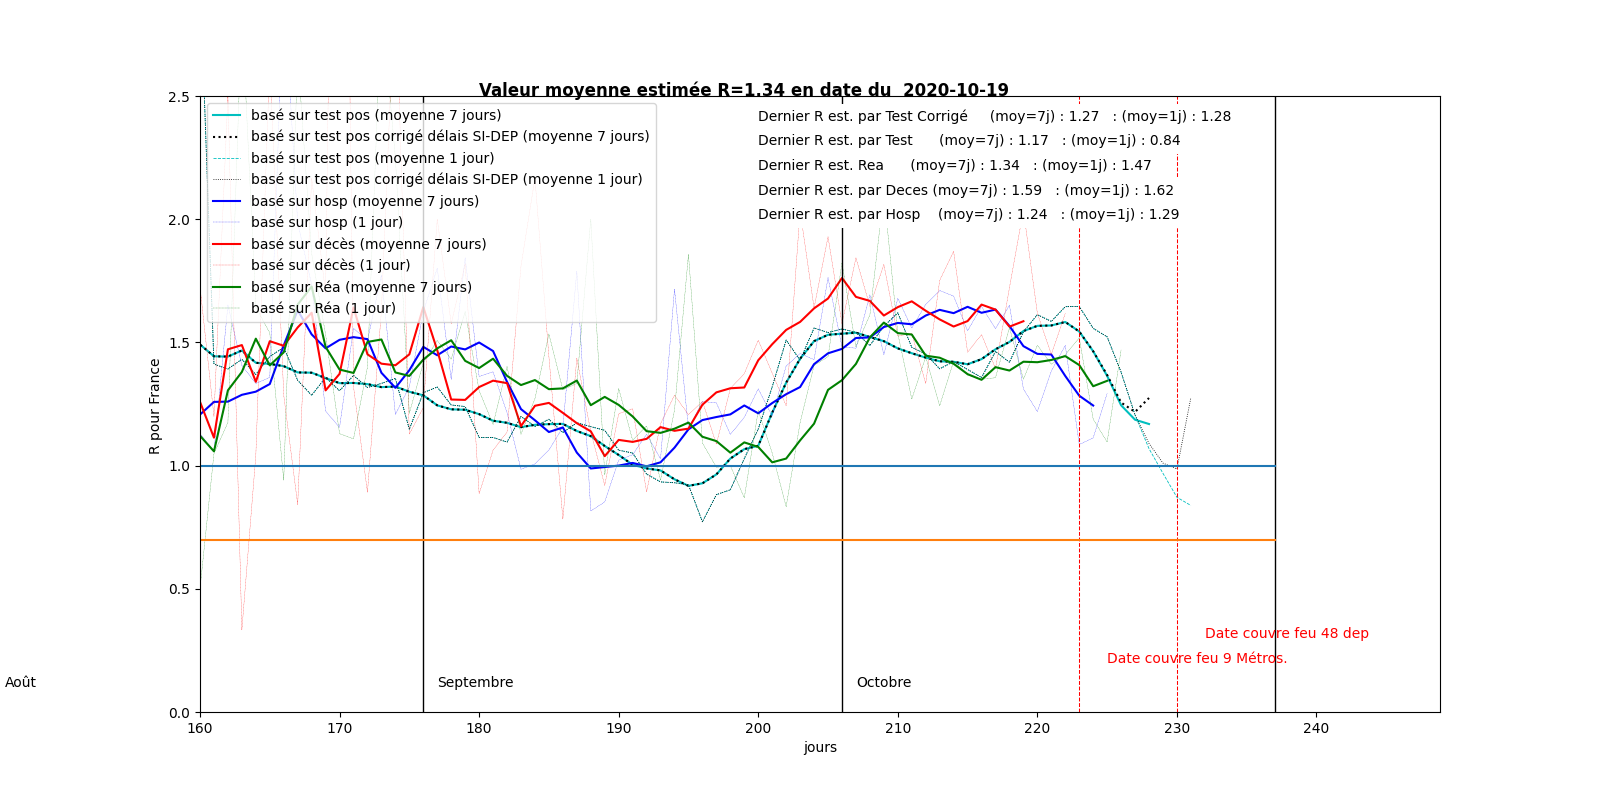 Valeur moyenne estimée R=1.34 en date du  2020-10-19
2.5
2.0
1.5
1.0
0.5
0.0
R pour France
basé sur test pos (moyenne 7 jours)
basé sur test pos corrigé délais SI-DEP (moyenne 7 jours)
basé sur test pos (moyenne 1 jour)
basé sur test pos corrigé délais SI-DEP (moyenne 1 jour)
basé sur hosp (moyenne 7 jours)
basé sur hosp (1 jour)
basé sur décès (moyenne 7 jours)
basé sur décès (1 jour)
basé sur Réa (moyenne 7 jours)
basé sur Réa (1 jour)
Dernier R est. par Test Corrigé     (moy=7j) : 1.27   : (moy=1j) : 1.28
Dernier R est. par Test      (moy=7j) : 1.17   : (moy=1j) : 0.84
Dernier R est. Rea      (moy=7j) : 1.34   : (moy=1j) : 1.47
Dernier R est. par Deces (moy=7j) : 1.59   : (moy=1j) : 1.62
Dernier R est. par Hosp    (moy=7j) : 1.24   : (moy=1j) : 1.29
Date couvre feu 48 dep
Date couvre feu 9 Métros.
Août
Septembre
Octobre
160 170 180 190 200 210 220 230 240
jours